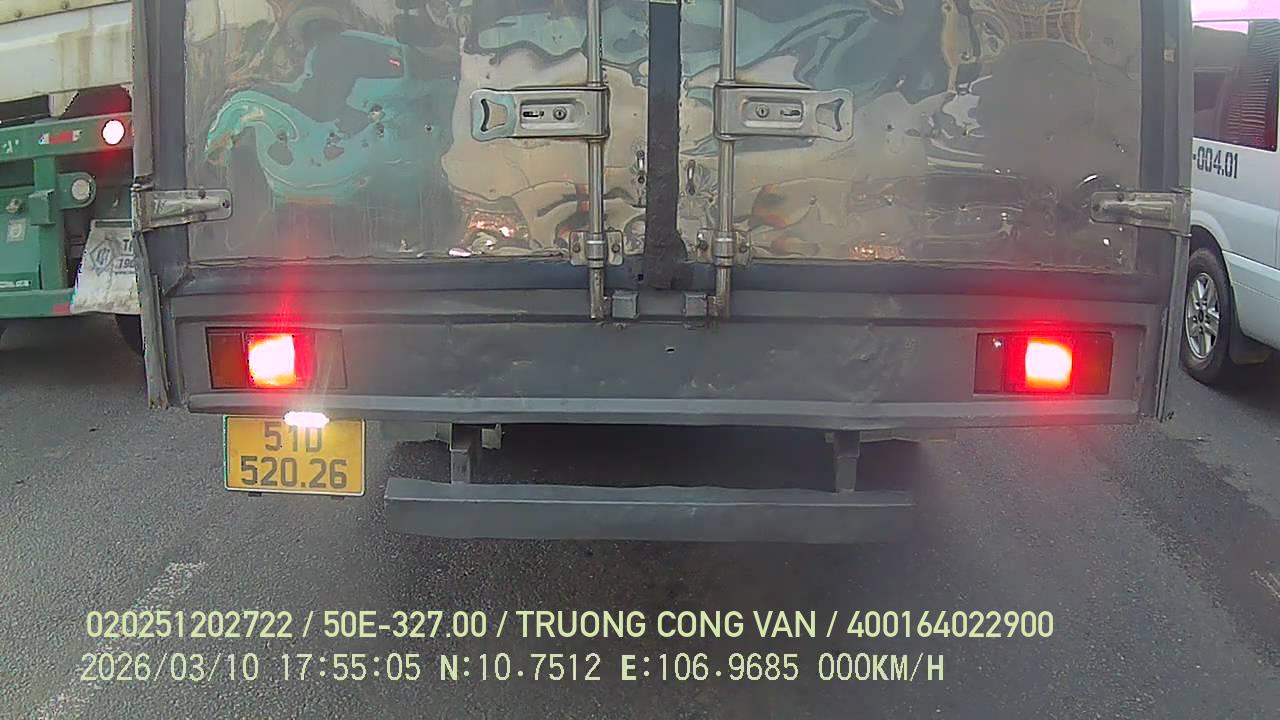 -004.01
51D
520.26
020251202722 / 50E-327.00 / TRUONG CONG VAN / 400164022900
2026/03/10 17:55:05 N:10.7512 E:106.9685 000KM/H